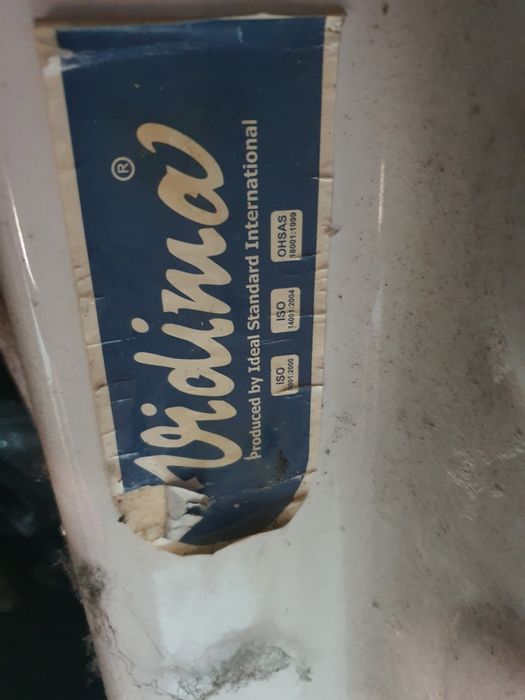 Vidima®
Produced by Ideal Standard International
ISO
9001:2000
ISO
14001:2004
OHSAS
18001:1999